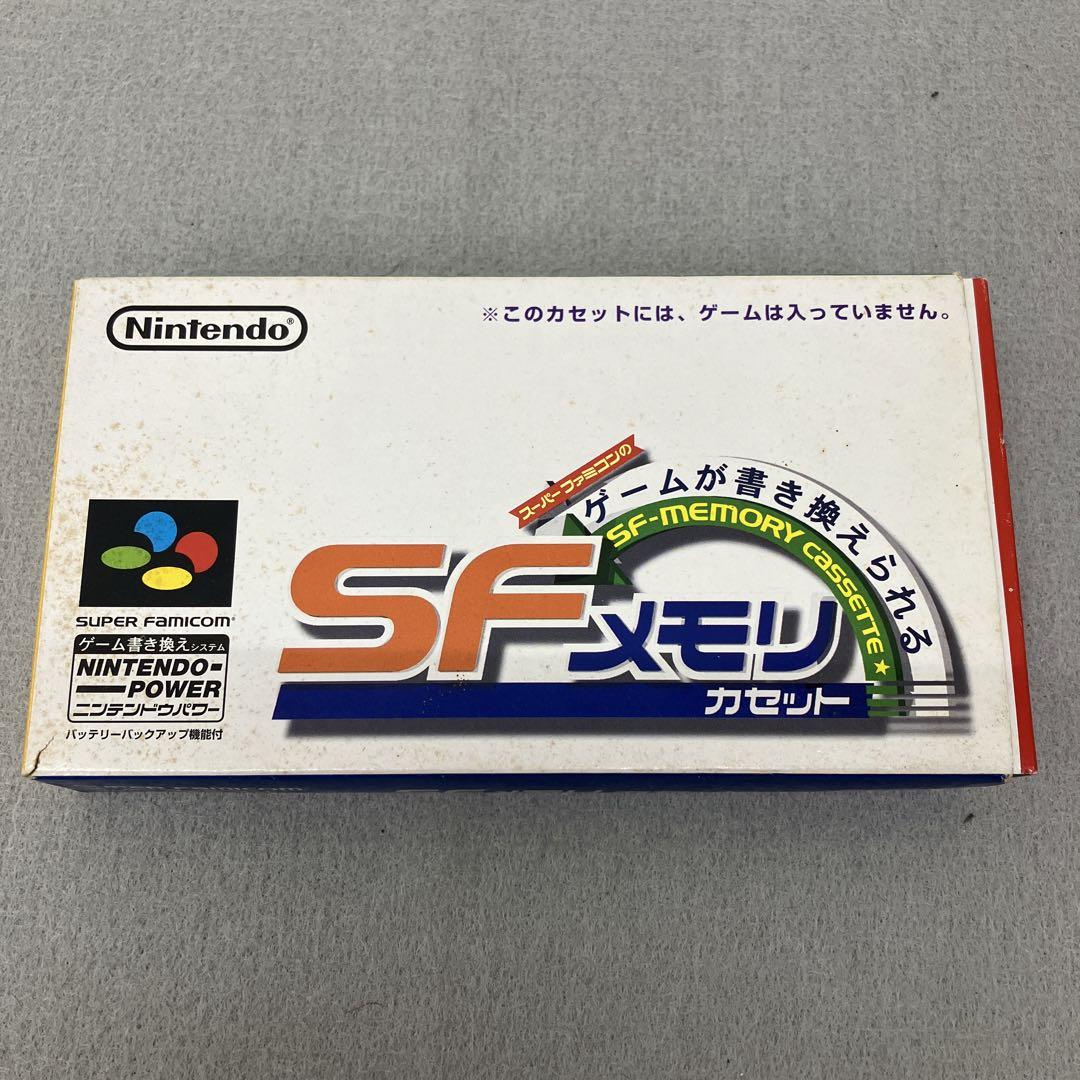 Nintendo®
※このカセットには、ゲームは入っていません。
スーパーファミコンの
ゲームが書き換えられる
SF-MEMORY CASSETTE★
SFメモリ
カセット
SUPER FAMICOM®
ゲーム書き換えシステム
NINTENDO-
POWER
ニンテンドウパワー
バッテリーバックアップ機能付